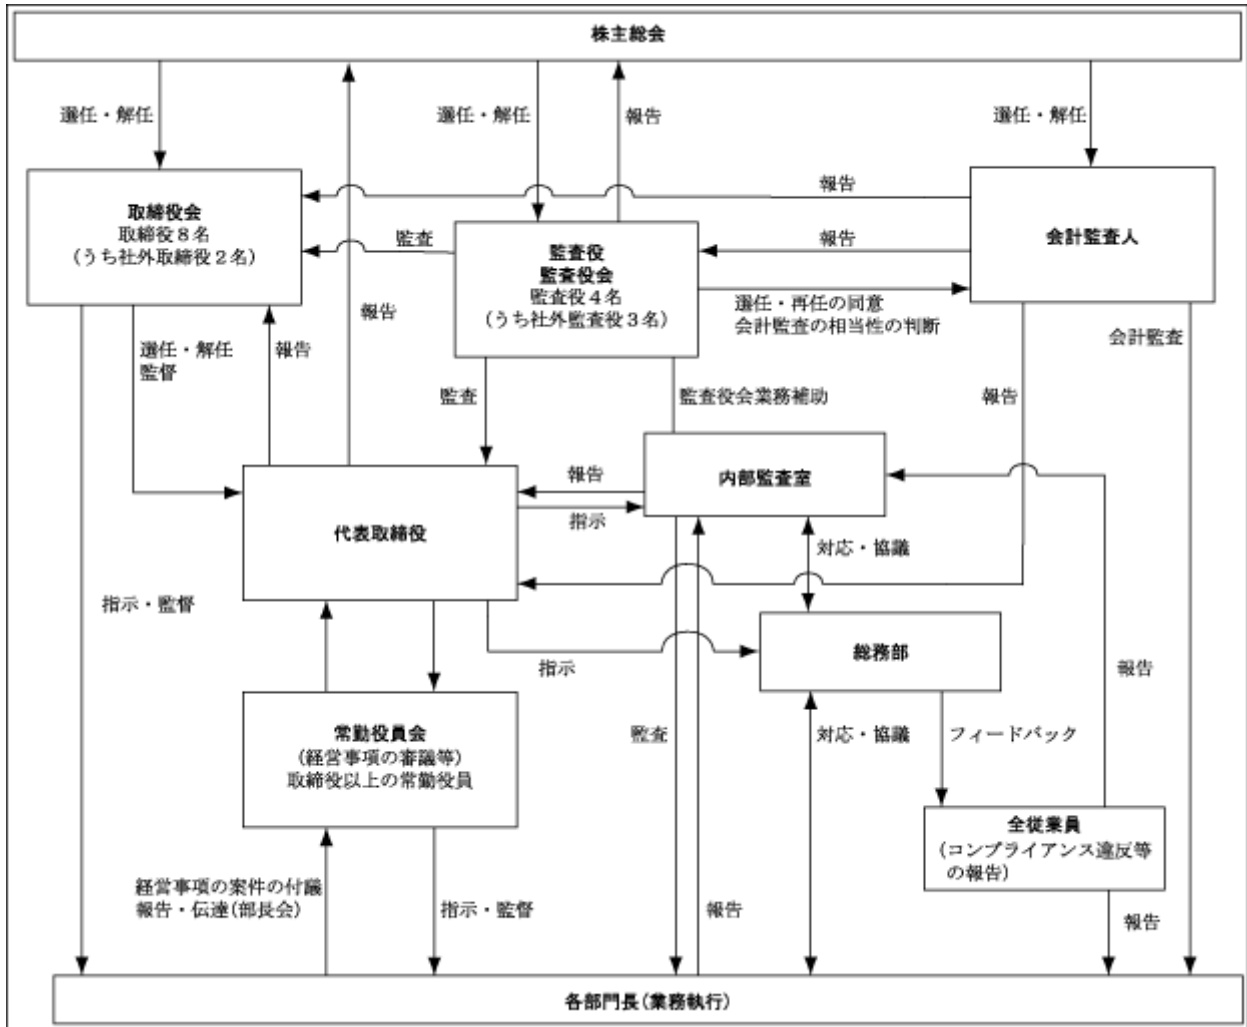 株主総会
選任・解任
選任・解任
報告
選任・解任
報告
取締役会
取締役8名
(うち社外取締役2名)
監査
監査役
監査役会
監査役4名
(うち社外監査役3名)
報告
会計監査人
選任・再任の同意
会計監査の相当性の判断
報告
選任・解任
監督
報告
会計監査
監査
監査役会業務補助
報告
報告
指示
内部監査室
代表取締役
対応・協議
指示・監督
指示
総務部
報告
常勤役員会
(経営事項の審議等)
取締役以上の常勤役員
監査
対応・協議
フィードバック
全従業員
(コンプライアンス違反等
の報告)
経営事項の案件の付議
報告・伝達(部長会)
指示・監督
報告
報告
各部門長(業務執行)